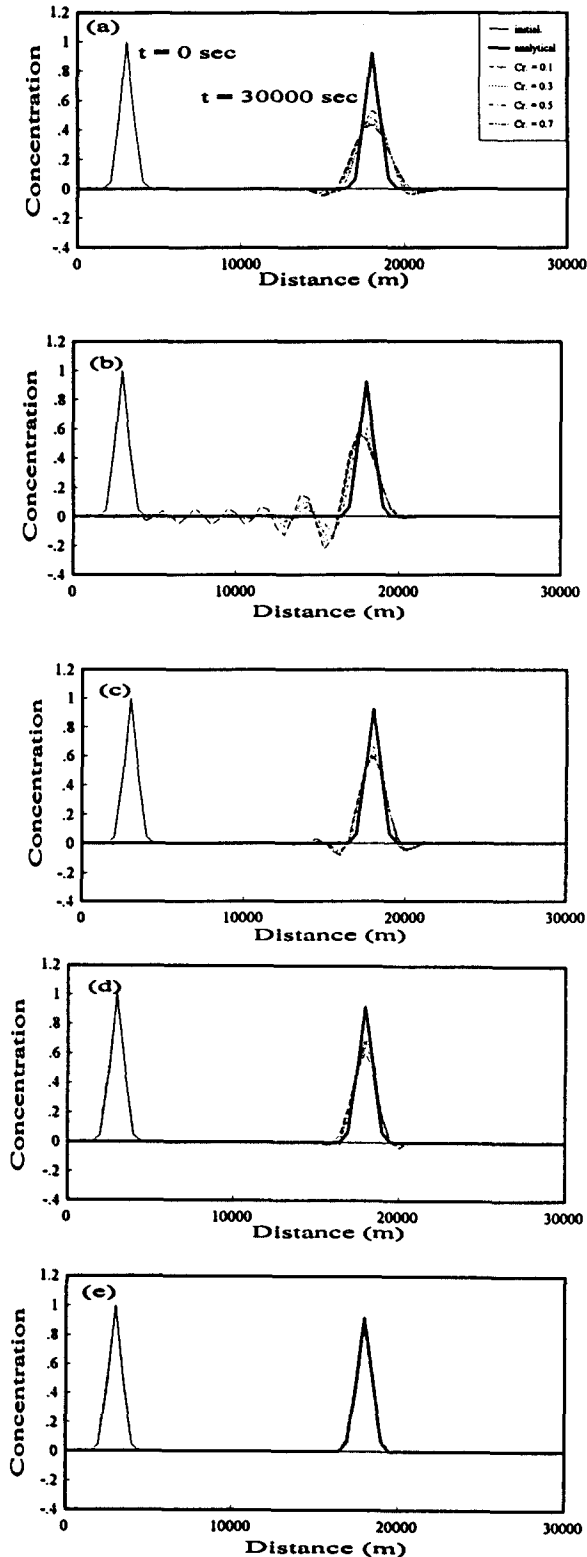 (a)
t = 0 sec
t = 30000 sec
initial
analytical
Cr. = 0.1
Cr. = 0.3
Cr. = 0.5
Cr. = 0.7
Concentration
1.2
1
.8
.6
.4
.2
0
-.2
-.4
0
10000
20000
30000
Distance (m)
(b)
Concentration
1.2
1
.8
.6
.4
.2
0
-.2
-.4
0
10000
20000
30000
Distance (m)
(c)
Concentration
1.2
1
.8
.6
.4
.2
0
-.2
-.4
0
10000
20000
30000
Distance (m)
(d)
Concentration
1.2
1
.8
.6
.4
.2
0
-.2
-.4
0
10000
20000
30000
Distance (m)
(e)
Concentration
1.2
1
.8
.6
.4
.2
0
-.2
-.4
0
10000
20000
30000
Distance (m)